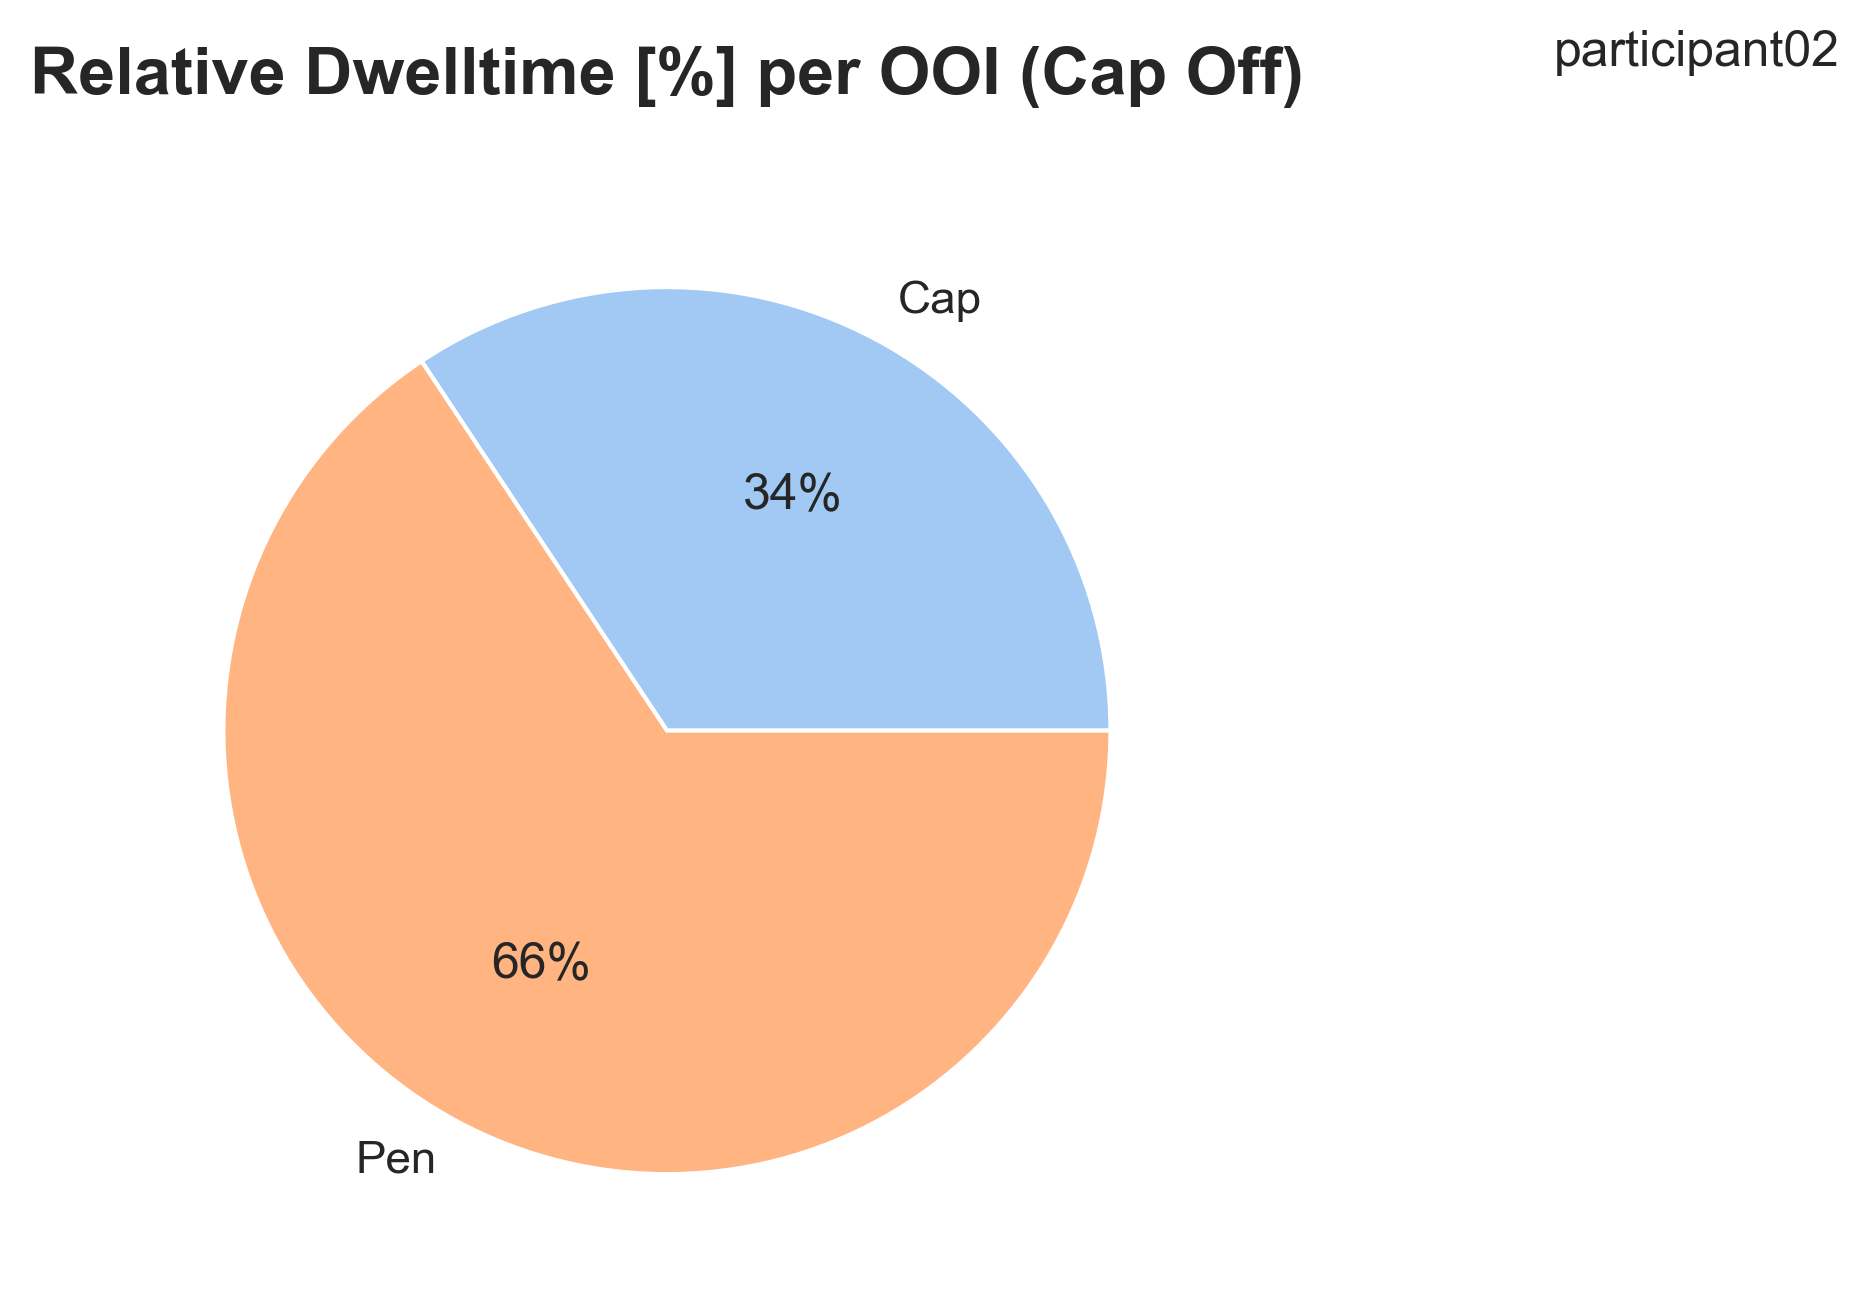 Relative Dwelltime [%] per OOI (Cap Off)
participant02
Cap
34%
66%
Pen